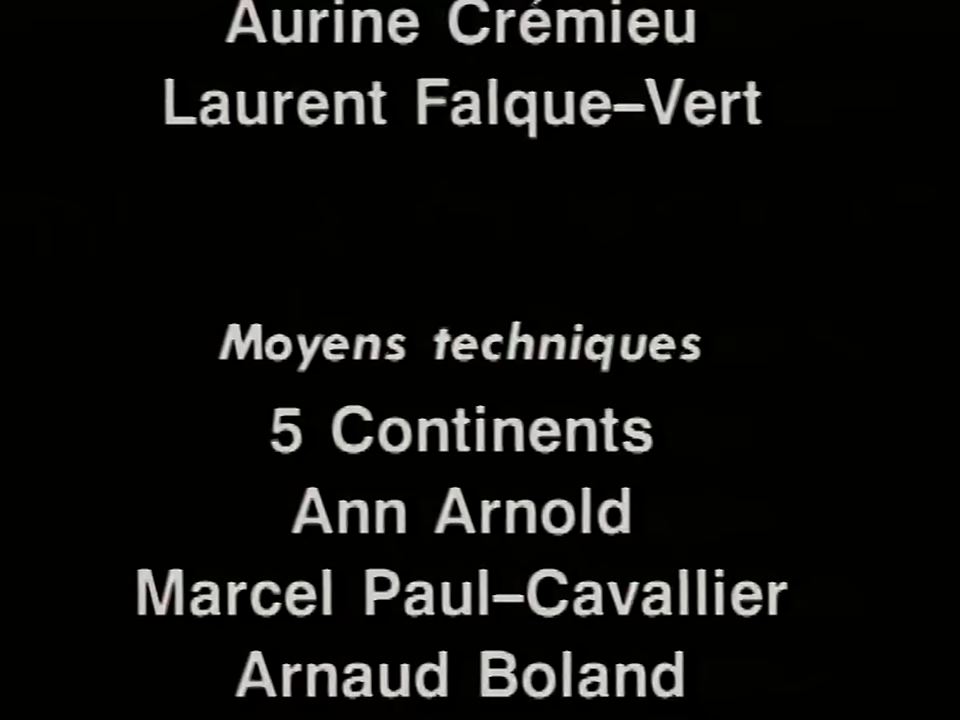 Aurine Crémieu
Laurent Falque–Vert
Moyens techniques
5 Continents
Ann Arnold
Marcel Paul–Cavallier
Arnaud Boland